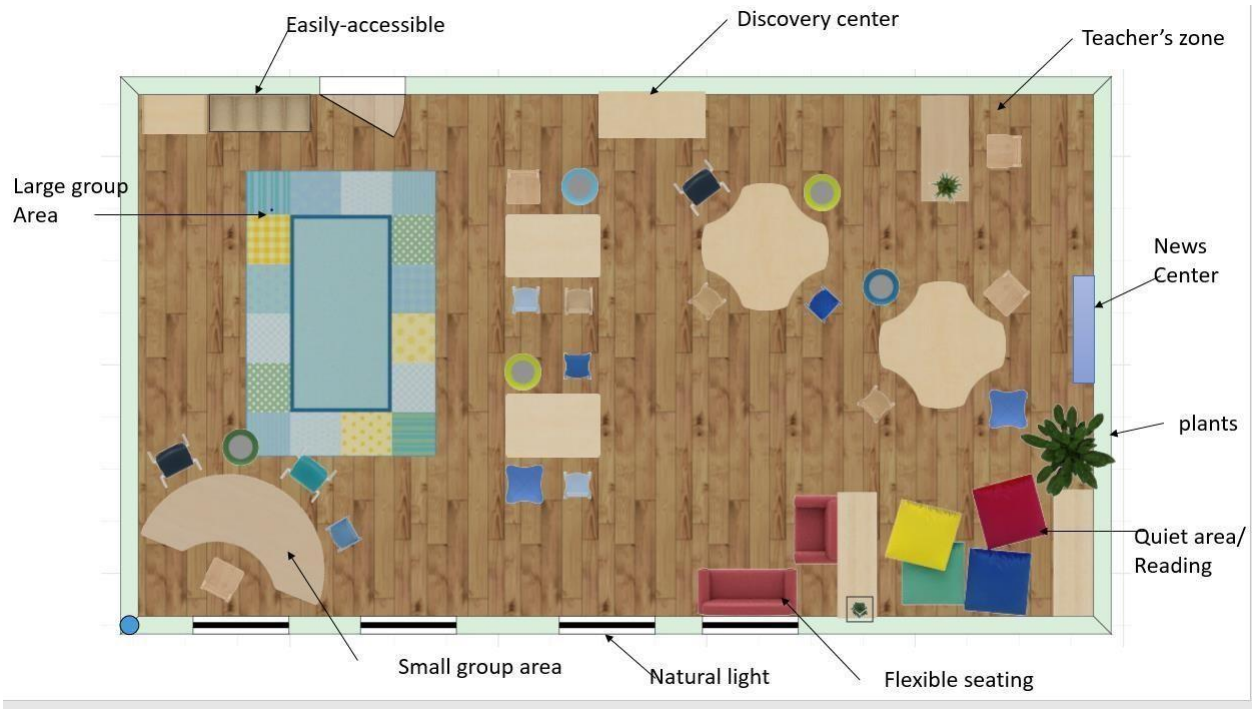 Easily-accessible
Discovery center
Teacher's zone
Large group
Area
News
Center
plants
Quiet area/
Reading
Small group area
Natural light
Flexible seating